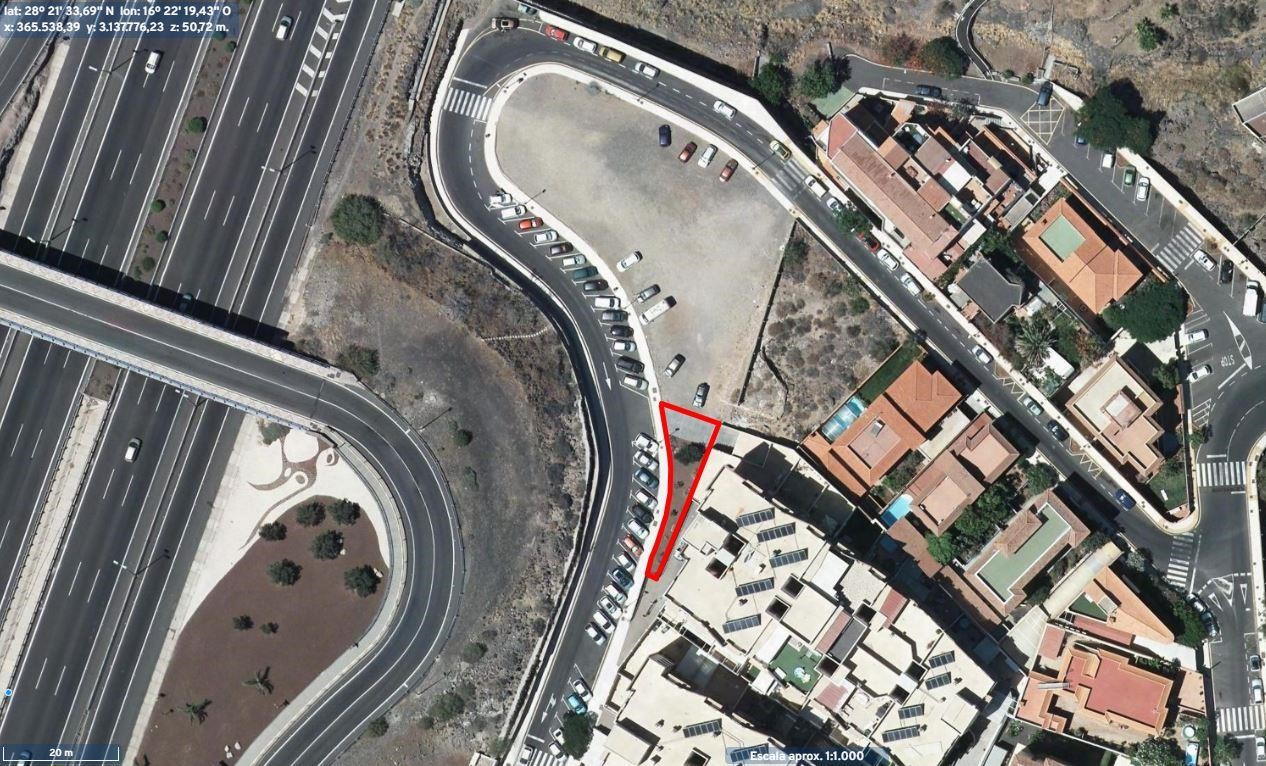 lat: 28° 21' 33,69" N lon: 16° 22' 19,43" O
x: 365.538,39 y: 3.137.776,23 z: 50,72 m.
STOP
20 m
Escala aprox. 1:1.000